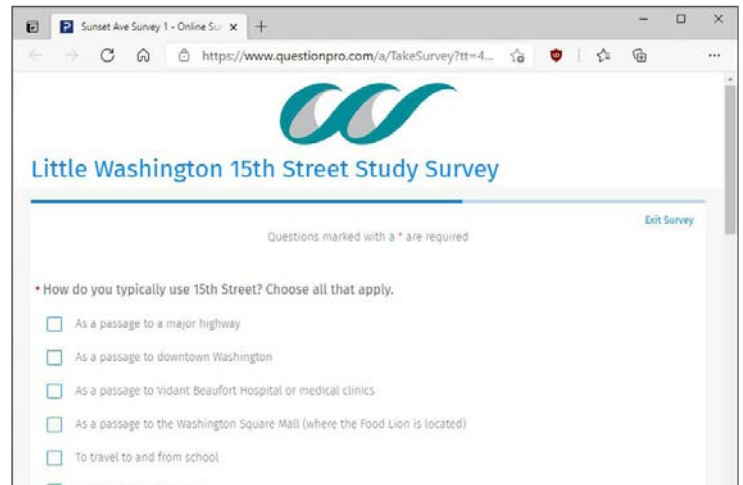 Sunset Ave Survey 1 - Online Su
https://www.questionpro.com/a/TakeSurvey?tt=4...
Little Washington 15th Street Study Survey
Exit Survey
Questions marked with a * are required
* How do you typically use 15th Street? Choose all that apply.
As a passage to a major highway
As a passage to downtown Washington
As a passage to Vidant Beaufort Hospital or medical clinics
As a passage to the Washington Square Mall (where the Food Lion is located)
To travel to and from school